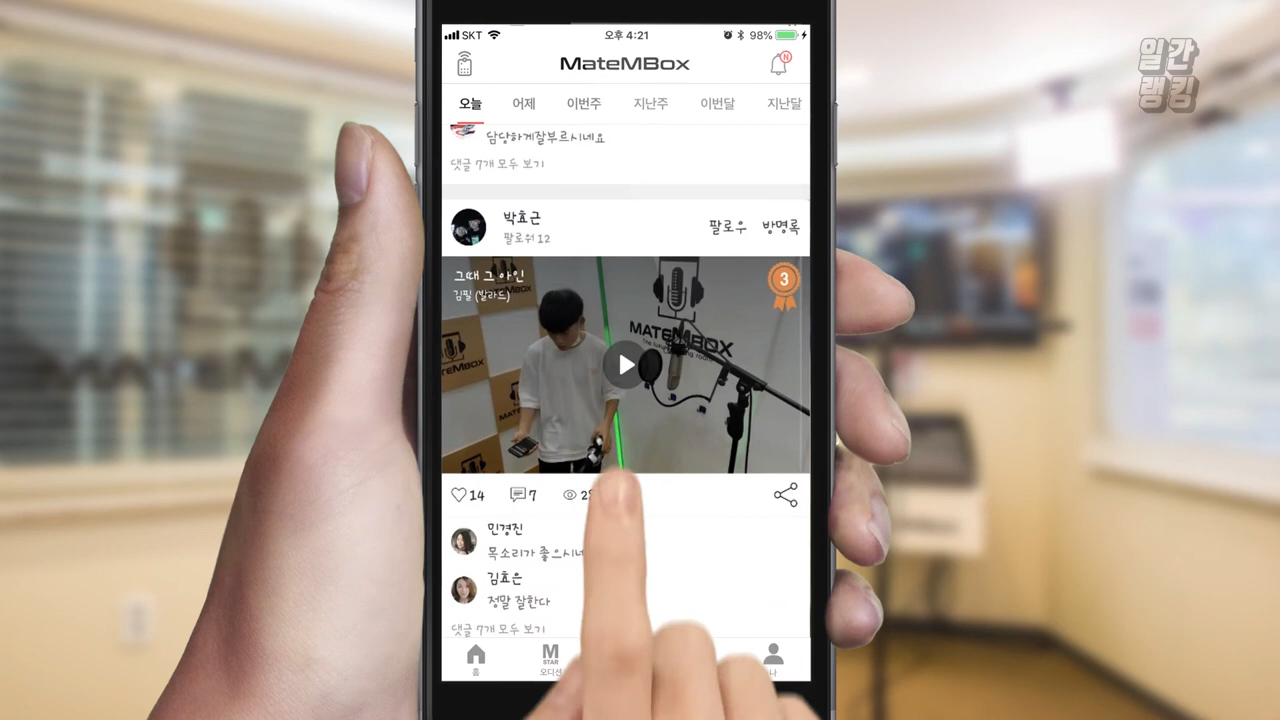 SKT 오후 4:21 98%
MateMBox N
일간
랭킹
오늘 어제 이번주 지난주 이번달 지난달
담당하게잘부르시네요
댓글 7개 모두 보기
박효근
팔로워 12
팔로우 방명록
그때 그 아인
김필 (발라드)
3
MATEMBOX
MATEMBOX
14 7 2
민경진
목소리가 좋으시네
김효은
정말 잘한다
댓글 7개 모두 보기
M
STAR
홈 오디션 나